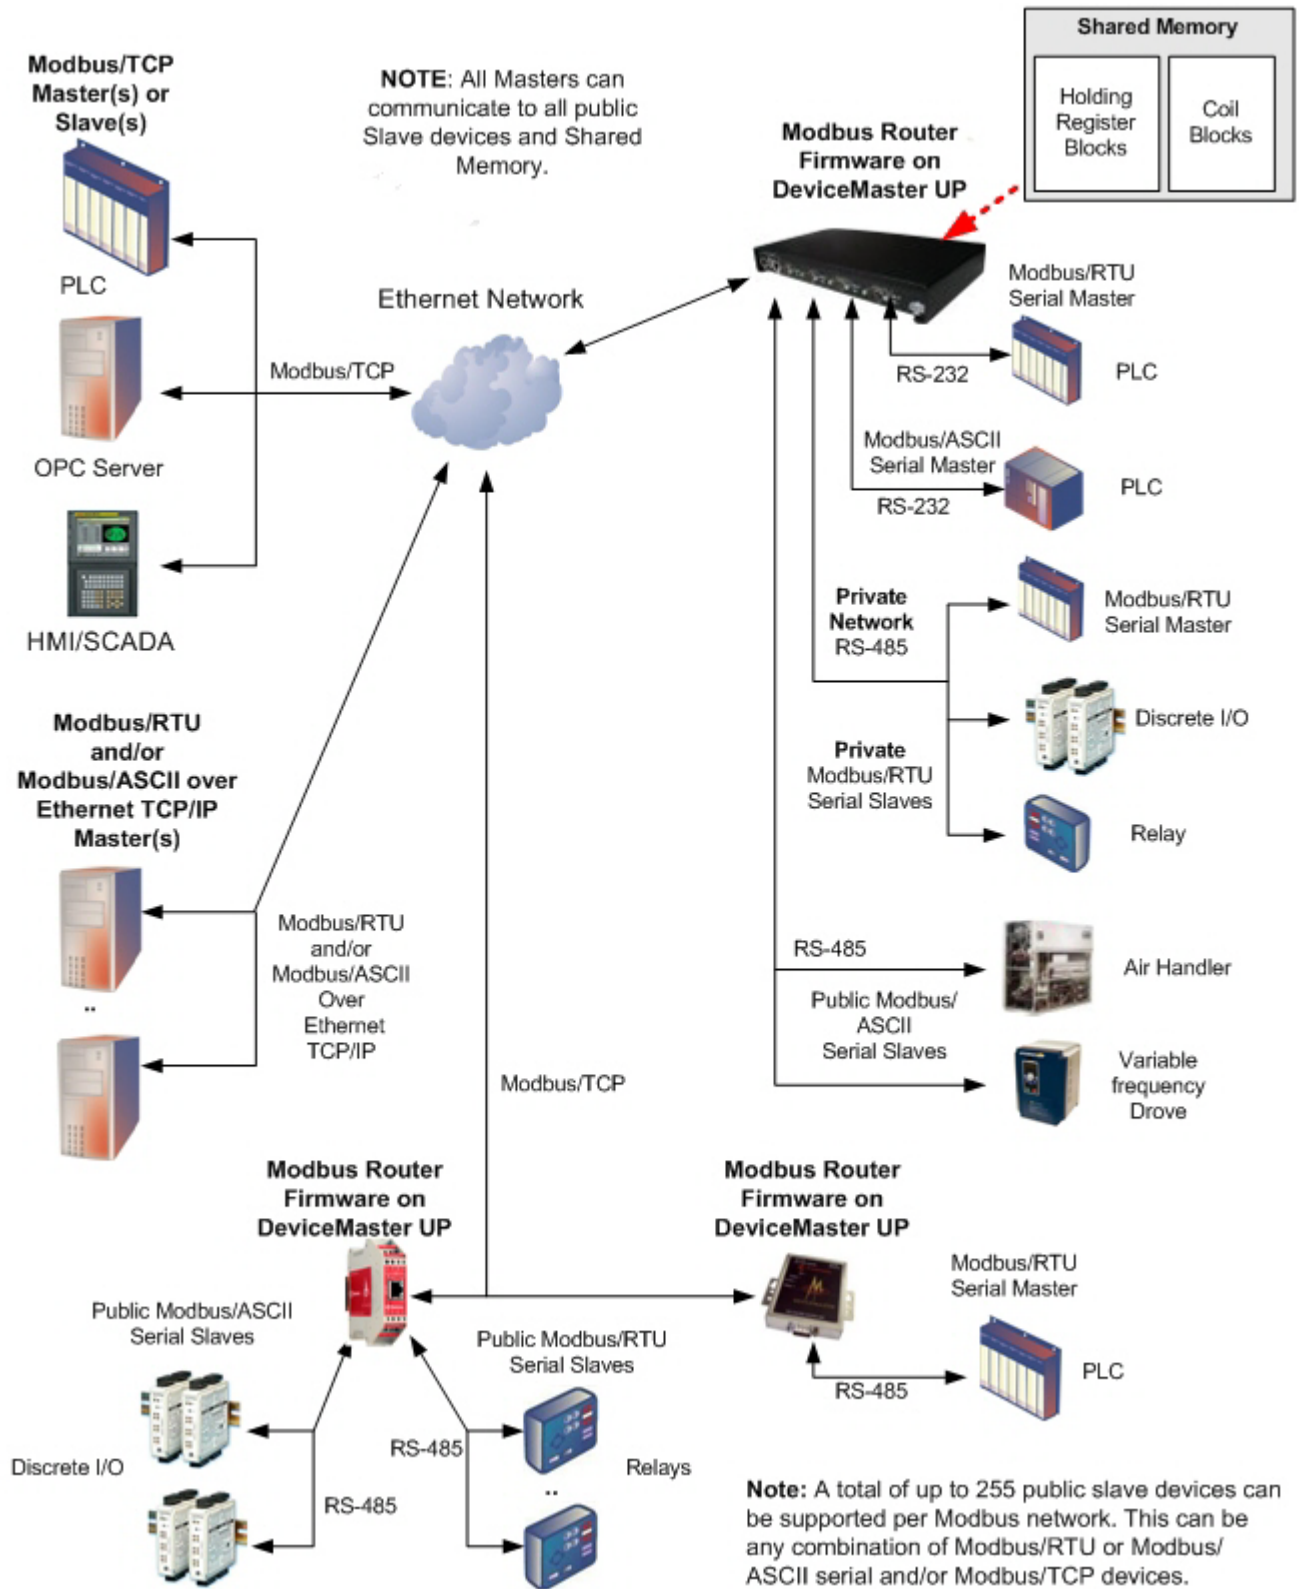 Shared Memory
Holding
Register
Blocks
Coil
Blocks
Modbus/TCP
Master(s) or
Slave(s)
NOTE: All Masters can
communicate to all public
Slave devices and Shared
Memory.
Modbus Router
Firmware on
DeviceMaster UP
PLC
Ethernet Network
Modbus/RTU
Serial Master
RS-232
PLC
Modbus/TCP
OPC Server
Modbus/ASCII
Serial Master
RS-232
PLC
HMI/SCADA
Private
Network
RS-485
Modbus/RTU
Serial Master
Discrete I/O
Private
Modbus/RTU
Serial Slaves
Relay
Modbus/RTU
and/or
Modbus/ASCII over
Ethernet TCP/IP
Master(s)
..
Modbus/RTU
and/or
Modbus/ASCII
Over
Ethernet
TCP/IP
RS-485
Air Handler
Public Modbus/
ASCII
Serial Slaves
Variable
frequency
Drove
Modbus/TCP
Modbus Router
Firmware on
DeviceMaster UP
Modbus Router
Firmware on
DeviceMaster UP
Modbus/RTU
Serial Master
Public Modbus/ASCII
Serial Slaves
Public Modbus/RTU
Serial Slaves
RS-485
PLC
Discrete I/O
RS-485
RS-485
Relays
..
Note: A total of up to 255 public slave devices can
be supported per Modbus network. This can be
any combination of Modbus/RTU or Modbus/
ASCII serial and/or Modbus/TCP devices.